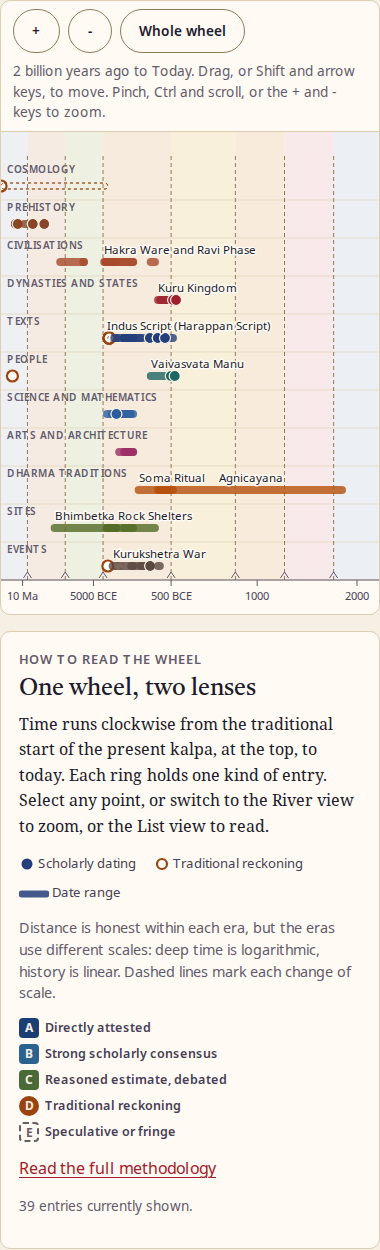 +
-
Whole wheel
2 billion years ago to Today. Drag, or Shift and arrow
keys, to move. Pinch, Ctrl and scroll, or the + and -
keys to zoom.
COSMOLOGY
PREHISTORY
CIVILISATIONS
Hakra Ware and Ravi Phase
DYNASTIES AND STATES
Kuru Kingdom
TEXTS
Indus Script (Harappan Script)
PEOPLE
Vaivasvata Manu
SCIENCE AND MATHEMATICS
ARTS AND ARCHITECTURE
DHARMA TRADITIONS
Soma Ritual
Agnicayana
SITES
Bhimbetka Rock Shelters
EVENTS
Kurukshetra War
10 Ma
5000 BCE
500 BCE
1000
2000
HOW TO READ THE WHEEL
One wheel, two lenses
Time runs clockwise from the traditional
start of the present kalpa, at the top, to
today. Each ring holds one kind of entry.
Select any point, or switch to the River view
to zoom, or the List view to read.
Scholarly dating
Traditional reckoning
Date range
Distance is honest within each era, but the eras
use different scales: deep time is logarithmic,
history is linear. Dashed lines mark each change of
scale.
A Directly attested
B Strong scholarly consensus
C Reasoned estimate, debated
D Traditional reckoning
E Speculative or fringe
Read the full methodology
39 entries currently shown.